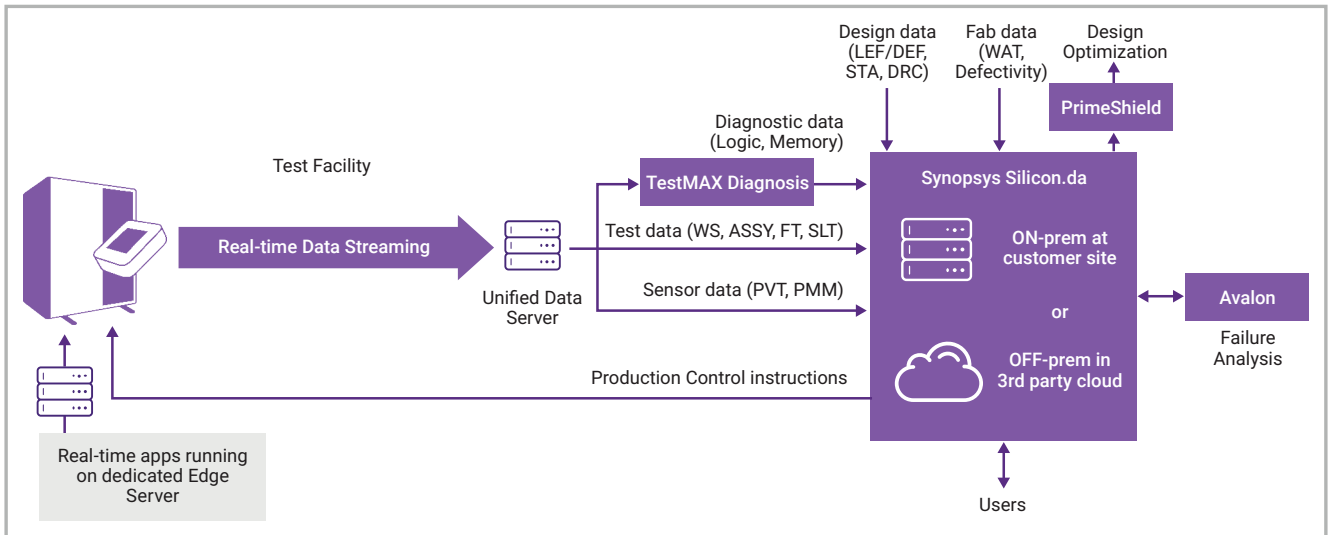 Design data
(LEF/DEF,
STA, DRC)
Fab data
(WAT,
Defectivity)
Design
Optimization
PrimeShield
Diagnostic data
(Logic, Memory)
Test Facility
TestMAX Diagnosis
Synopsys Silicon.da
Real-time Data Streaming
Test data (WS, ASSY, FT, SLT)
ON-prem at
customer site
Unified Data
Server
Sensor data (PVT, PMM)
or
Avalon
Failure
Analysis
OFF-prem in
3rd party cloud
Production Control instructions
Real-time apps running
on dedicated Edge
Server
Users